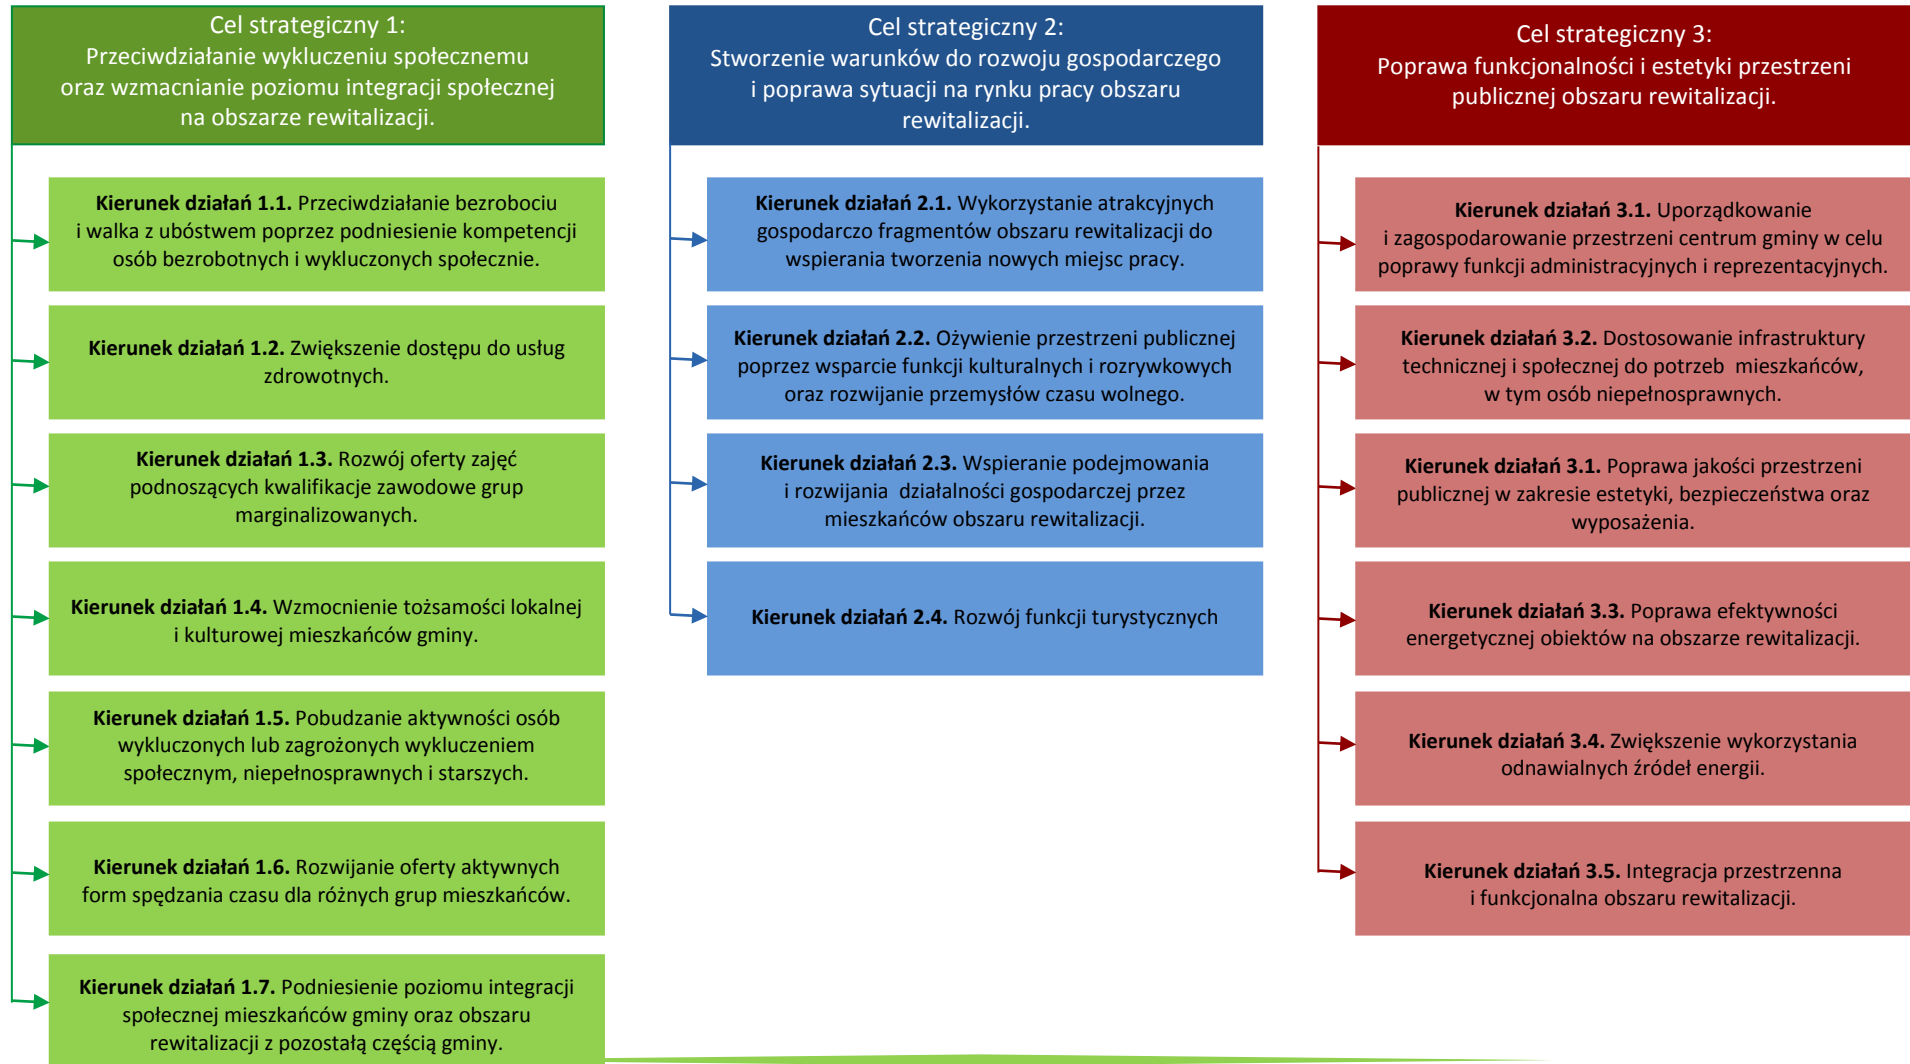 Cel strategiczny 1:
Przeciwdziałanie wykluczeniu społecznemu
oraz wzmacnianie poziomu integracji społecznej
na obszarze rewitalizacji.
Kierunek działań 1.1. Przeciwdziałanie bezrobociu
i walka z ubóstwem poprzez podniesienie kompetencji
osób bezrobotnych i wykluczonych społecznie.
Kierunek działań 1.2. Zwiększenie dostępu do usług
zdrowotnych.
Kierunek działań 1.3. Rozwój oferty zajęć
podnoszących kwalifikacje zawodowe grup
marginalizowanych.
Kierunek działań 1.4. Wzmocnienie tożsamości lokalnej
i kulturowej mieszkańców gminy.
Kierunek działań 1.5. Pobudzanie aktywności osób
wykluczonych lub zagrożonych wykluczeniem
społecznym, niepełnosprawnych i starszych.
Kierunek działań 1.6. Rozwijanie oferty aktywnych
form spędzania czasu dla różnych grup mieszkańców.
Kierunek działań 1.7. Podniesienie poziomu integracji
społecznej mieszkańców gminy oraz obszaru
rewitalizacji z pozostałą częścią gminy.
Cel strategiczny 2:
Stworzenie warunków do rozwoju gospodarczego
i poprawa sytuacji na rynku pracy obszaru
rewitalizacji.
Kierunek działań 2.1. Wykorzystanie atrakcyjnych
gospodarczo fragmentów obszaru rewitalizacji do
wspierania tworzenia nowych miejsc pracy.
Kierunek działań 2.2. Ożywienie przestrzeni publicznej
poprzez wsparcie funkcji kulturalnych i rozrywkowych
oraz rozwijanie przemysłów czasu wolnego.
Kierunek działań 2.3. Wspieranie podejmowania
i rozwijania działalności gospodarczej przez
mieszkańców obszaru rewitalizacji.
Kierunek działań 2.4. Rozwój funkcji turystycznych
Cel strategiczny 3:
Poprawa funkcjonalności i estetyki przestrzeni
publicznej obszaru rewitalizacji.
Kierunek działań 3.1. Uporządkowanie
i zagospodarowanie przestrzeni centrum gminy w celu
poprawy funkcji administracyjnych i reprezentacyjnych.
Kierunek działań 3.2. Dostosowanie infrastruktury
technicznej i społecznej do potrzeb mieszkańców,
w tym osób niepełnosprawnych.
Kierunek działań 3.1. Poprawa jakości przestrzeni
publicznej w zakresie estetyki, bezpieczeństwa oraz
wyposażenia.
Kierunek działań 3.3. Poprawa efektywności
energetycznej obiektów na obszarze rewitalizacji.
Kierunek działań 3.4. Zwiększenie wykorzystania
odnawialnych źródeł energii.
Kierunek działań 3.5. Integracja przestrzenna
i funkcjonalna obszaru rewitalizacji.